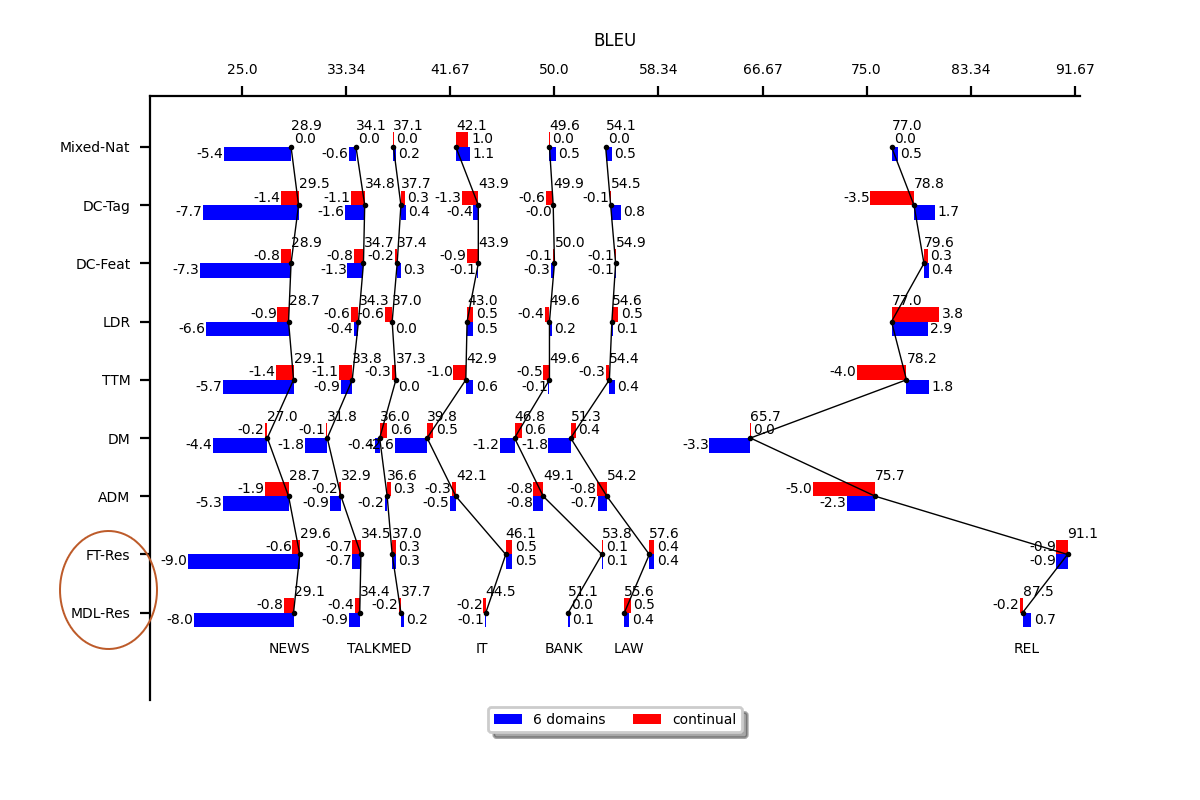 BLEU
25.0 33.34 41.67 50.0 58.34 66.67 75.0 83.34 91.67
28.9 34.1 37.1 42.1 49.6 54.1 77.0
0.0 0.0 0.0 1.0 0.0 0.0
Mixed-Nat -5.4 -0.6 0.2 1.1 0.5 0.5 0.5
29.5 34.8 37.7 43.9 49.9 54.5 78.8
-1.4 -1.1 0.3 -1.3 -0.6 -0.1 -3.5
DC-Tag -7.7 -1.6 0.4 -0.4 -0.0 0.8 1.7
28.9 34.7 37.4 43.9 50.0 54.9 79.6
-0.8 -0.8 -0.2 -0.9 -0.1 -0.1 0.3
DC-Feat -7.3 -1.3 0.3 -0.1 -0.3 -0.1 0.4
28.7 34.3 37.0 43.0 49.6 54.6 77.0
-0.9 -0.6 -0.6 0.5 -0.4 0.5 3.8
LDR -6.6 -0.4 0.0 0.5 0.2 0.1 2.9
29.1 33.8 37.3 42.9 49.6 54.4 78.2
-1.4 -1.1 -0.3 -1.0 -0.5 -0.3 -4.0
TTM -5.7 -0.9 0.0 0.6 -0.1 0.4 1.8
27.0 31.8 36.0 39.8 46.8 51.3 65.7
-0.2 -0.1 0.6 0.5 0.6 0.4 0.0
DM -4.4 -1.8 -1.2 -1.8 -3.3
28.7 32.9 36.6 42.1 49.1 54.2 75.7
-1.9 -0.2 0.3 -0.3 -0.8 -0.8 -5.0
ADM -5.3 -0.9 -0.2 -0.5 -0.8 -0.7 -2.3
29.6 34.5 37.0 46.1 53.8 57.6 91.1
-0.6 -0.7 0.3 0.5 0.1 0.4 -0.9
FT-Res -9.0 -0.7 0.3 0.5 0.1 0.4 -0.9
29.1 34.4 37.7 44.5 51.1 55.6 87.5
-0.8 -0.4 -0.2 -0.2 0.0 0.5 -0.2
MDL-Res -8.0 -0.9 0.2 -0.1 0.1 0.4 0.7
NEWS TALK MED IT BANK LAW REL
6 domains continual